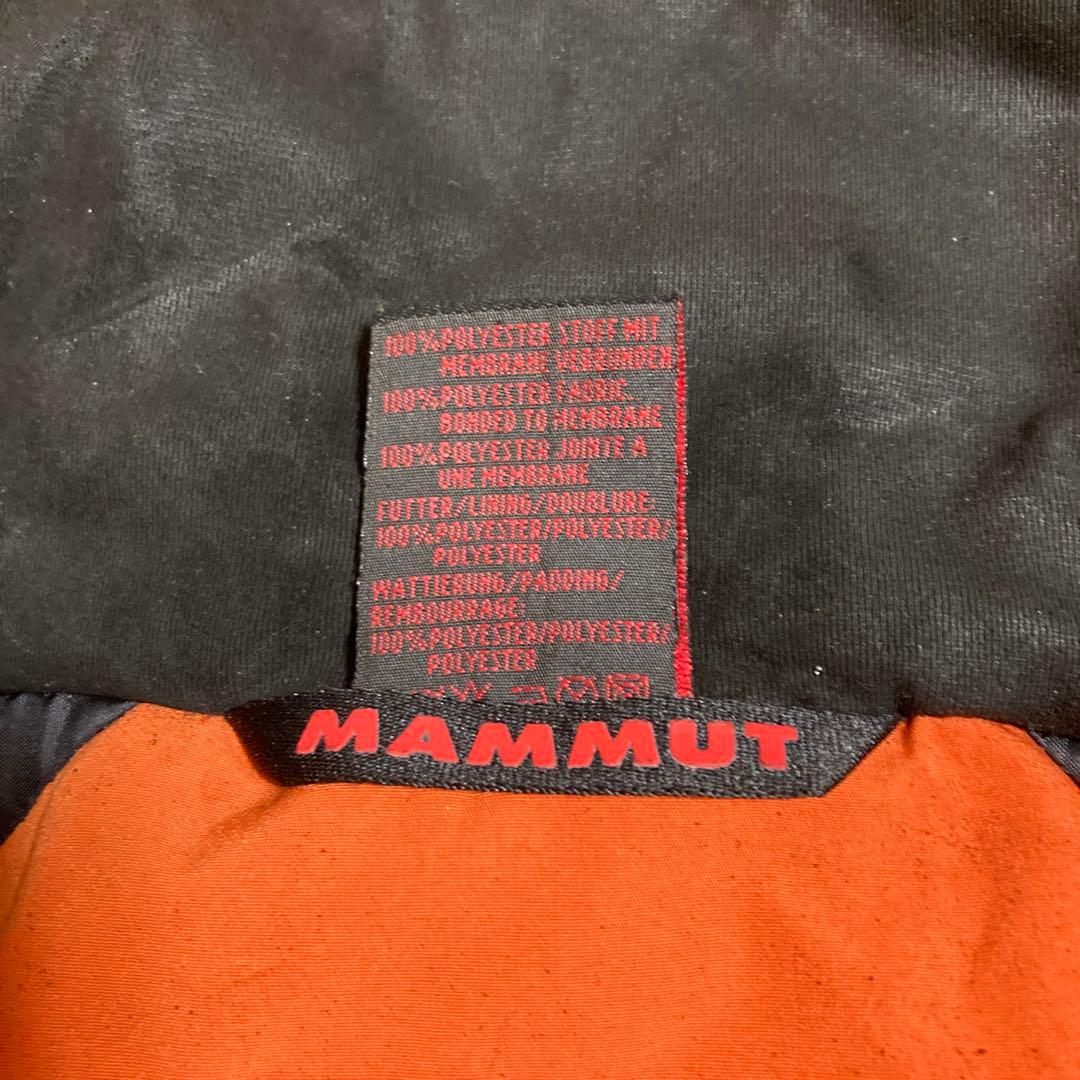 100%POLYESTER STOFF MIT
MEMBRANE VERBUNDEN
100%POLYESTER FABRIC,
BONDED TO MEMBRANE
100%POLYESTER JOINTE A
UNE MEMBRANE
FUTTER/LINING/DOUBLURE:
100%POLYESTER/POLYESTER/
POLYESTER
WATTIERUNG/PADDING/
REMBOURRAGE:
100%POLYESTER/POLYESTER/
POLYESTER
MAMMUT